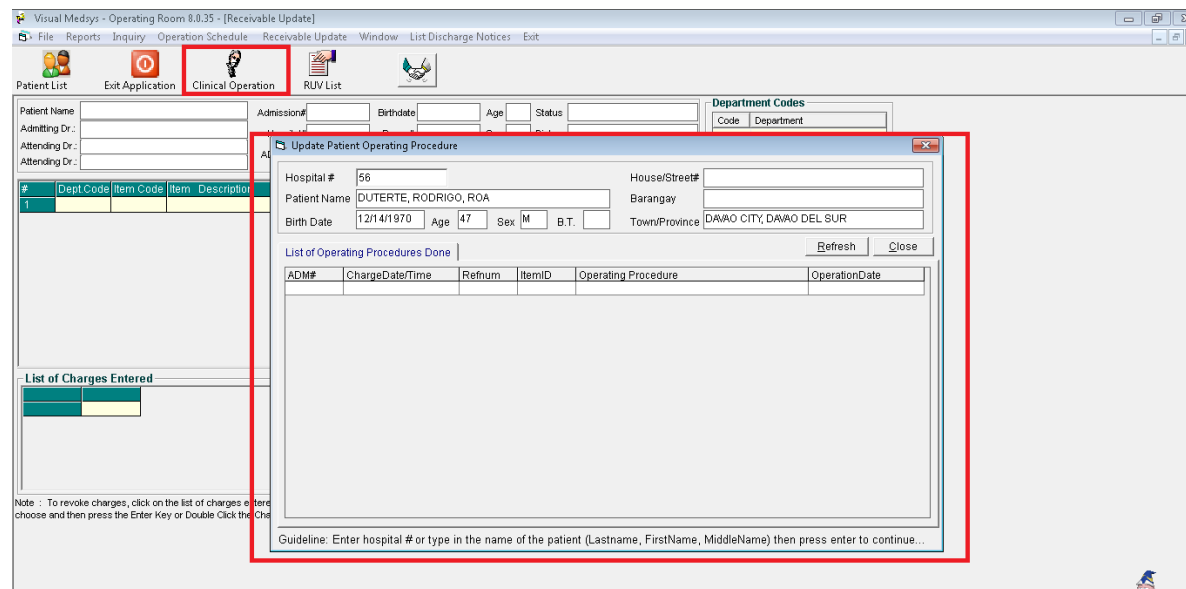 Visual Medsys - Operating Room 8.0.35 - [Receivable Update]
File Reports Inquiry Operation Schedule Receivable Update Window List Discharge Notices Exit
Patient List Exit Application Clinical Operation RUV List
Patient Name Admission# Birthdate Age Status
Department Codes
Code Department
Admitting Dr.:
Attending Dr.:
Attending Dr.:
# Dept.Code Item Code Item Description
1
Update Patient Operating Procedure
Hospital # 56 House/Street#
Patient Name DUTERTE, RODRIGO, ROA Barangay
Birth Date 12/14/1970 Age 47 Sex M B.T. Town/Province DAVAO CITY, DAVAO DEL SUR
List of Operating Procedures Done Refresh Close
ADM# ChargeDate/Time Refnum ItemID Operating Procedure OperationDate
List of Charges Entered
Note : To revoke charges, click on the list of charges
choose and then press the Enter Key or Double Click the
Guideline: Enter hospital # or type in the name of the patient (Lastname, FirstName, MiddleName) then press enter to continue...